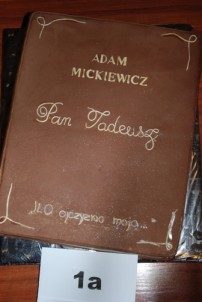 ADAM
MICKIEWICZ
Pan Tadeusz
O ojczyzno moja..."
1a